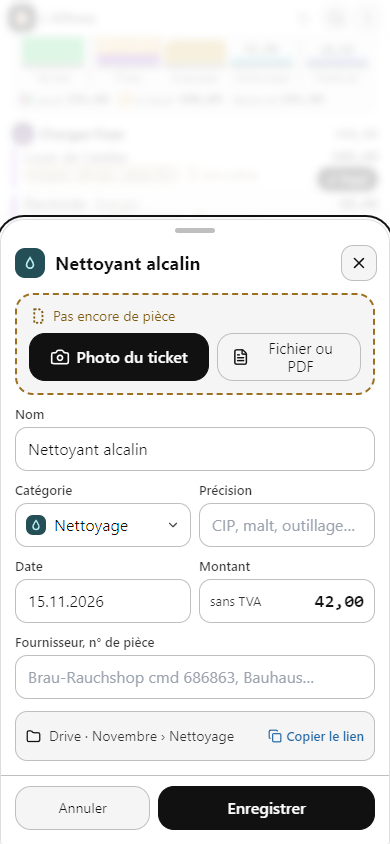 Nettoyant alcalin
Pas encore de pièce
Photo du ticket
Fichier ou
PDF
Nom
Nettoyant alcalin
Catégorie
Précision
Nettoyage
CIP, malt, outillage...
Date
Montant
15.11.2026
sans TVA
42,00
Fournisseur, n° de pièce
Brau-Rauchshop cmd 686863, Bauhaus...
Drive · Novembre › Nettoyage
Copier le lien
Annuler
Enregistrer